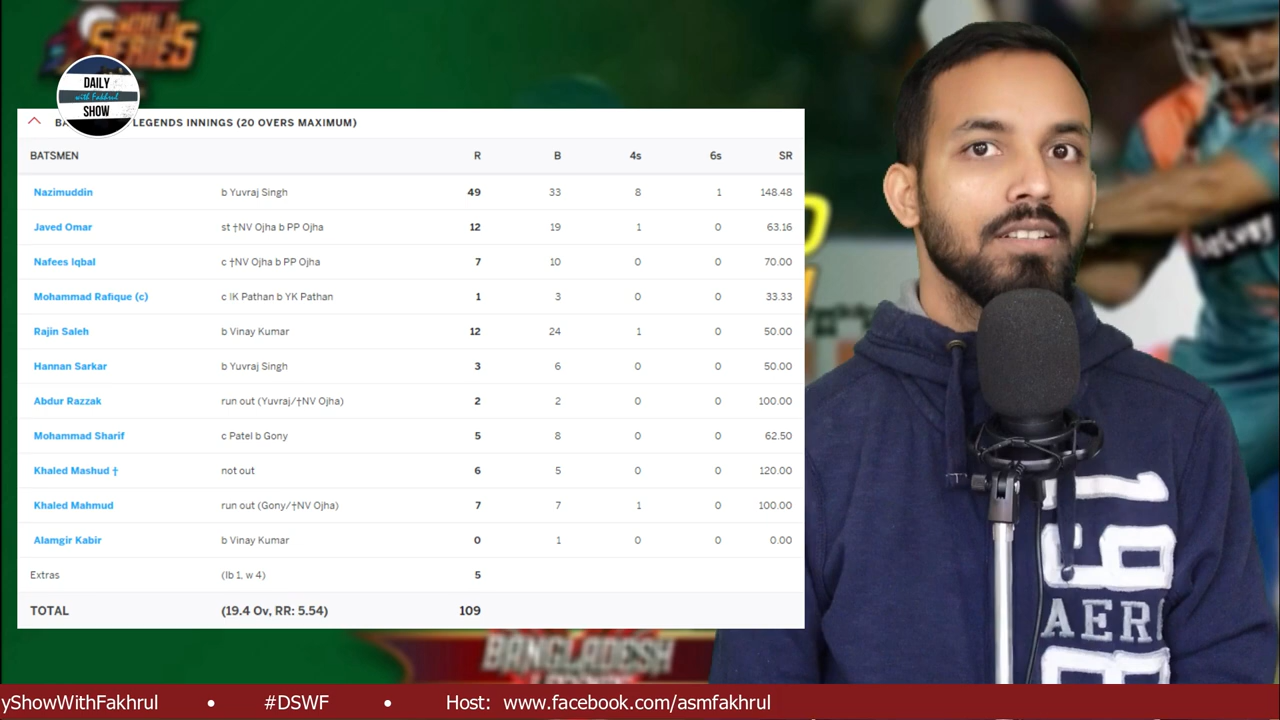 SERIES
DAILY
with Fakhrul
SHOW
LEGENDS INNINGS (20 OVERS MAXIMUM)
BATSMEN R B 4s 6s SR
Nazimuddin b Yuvraj Singh 49 33 8 1 148.48
Javed Omar st †NV Ojha b PP Ojha 12 19 1 0 63.16
Nafees Iqbal c †NV Ojha b PP Ojha 7 10 0 0 70.00
Mohammad Rafique (c) c IK Pathan b YK Pathan 1 3 0 0 33.33
Rajin Saleh b Vinay Kumar 12 24 1 0 50.00
Hannan Sarkar b Yuvraj Singh 3 6 0 0 50.00
Abdur Razzak run out (Yuvraj/†NV Ojha) 2 2 0 0 100.00
Mohammad Sharif c Patel b Gony 5 8 0 0 62.50
Khaled Mashud † not out 6 5 0 0 120.00
Khaled Mahmud run out (Gony/†NV Ojha) 7 7 1 0 100.00
Alamgir Kabir b Vinay Kumar 0 1 0 0 0.00
Extras (lb 1, w 4) 5
TOTAL (19.4 Ov, RR: 5.54) 109
BANGLADESH
AERO
yShowWithFakhrul • #DSWF • Host: www.facebook.com/asmfakhrul